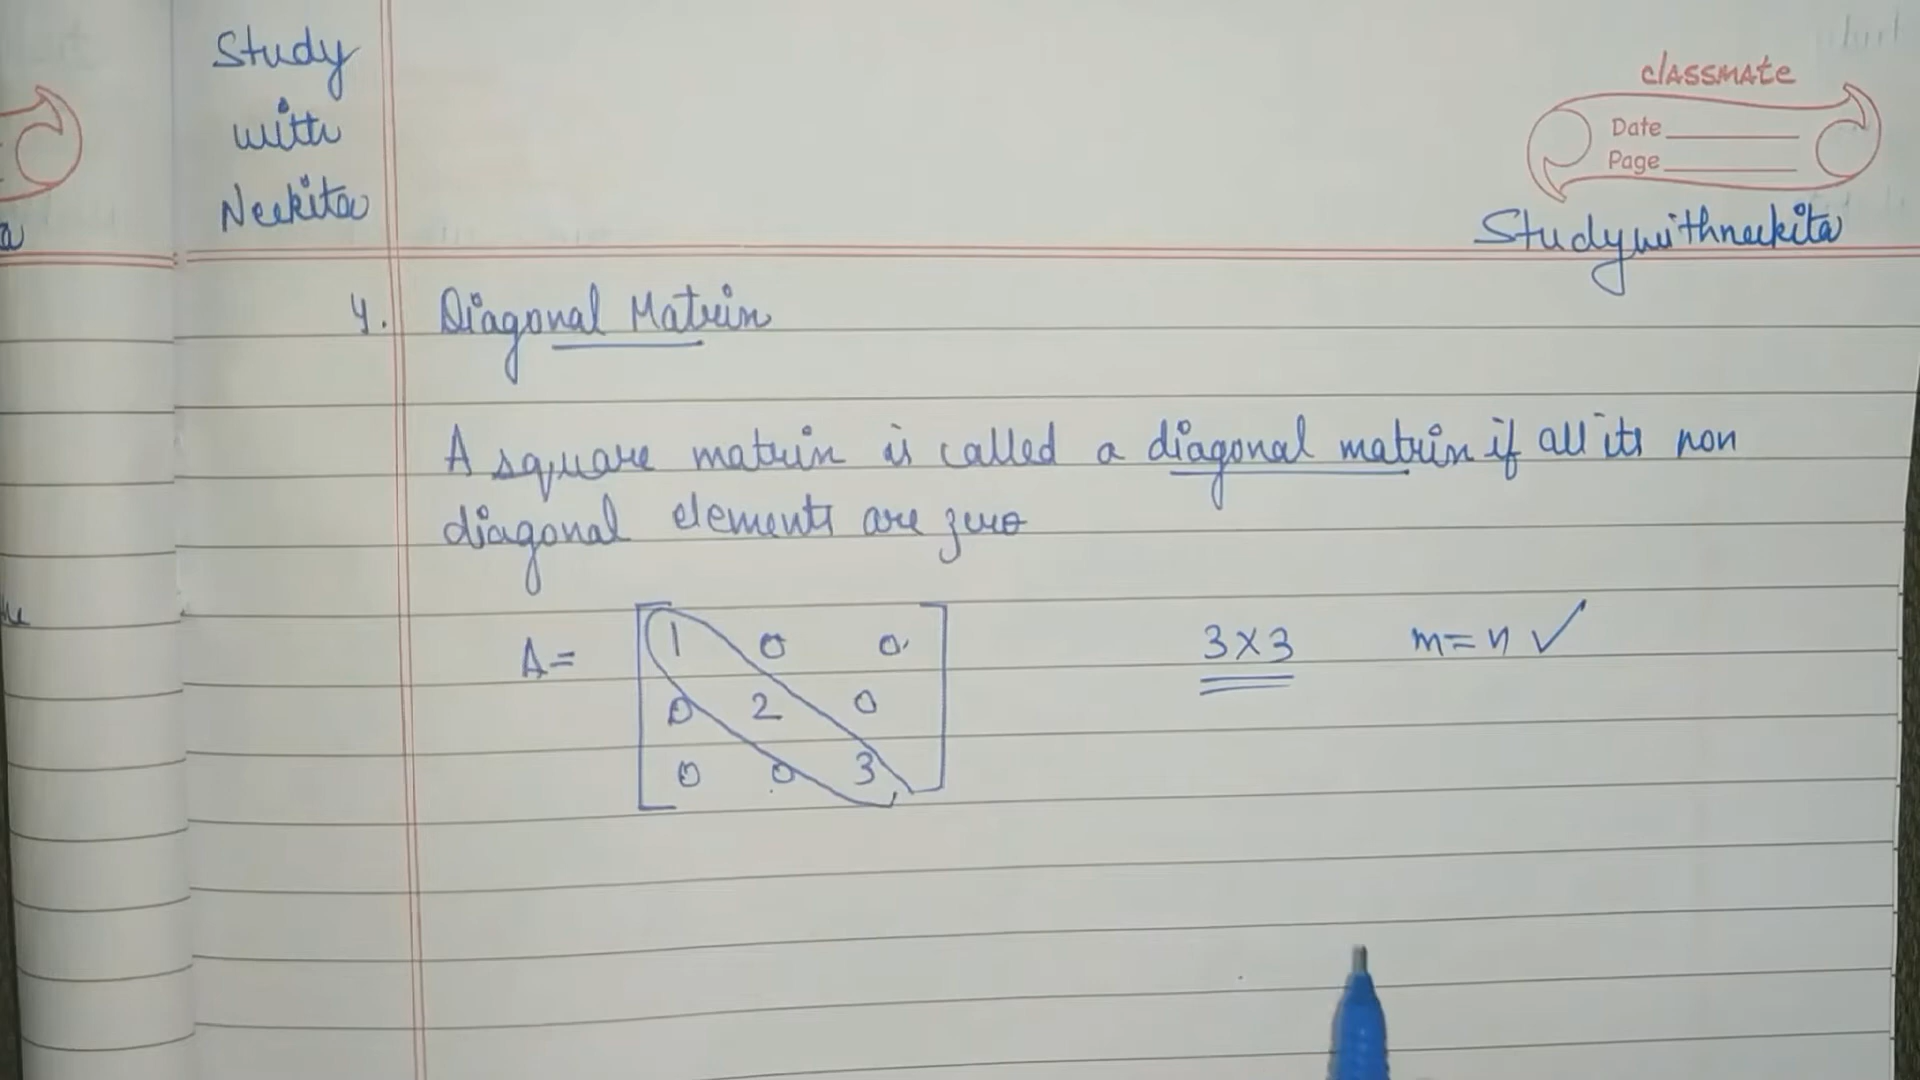 Study
with
Neekita
classmate
Date
Page
Studywithneekita
4. Diagonal Matrix
A square matrix is called a diagonal matrix if all its non
diagonal elements are zero
A = 1 0 0 3×3 m=n ✓
0 2 0
0 0 3